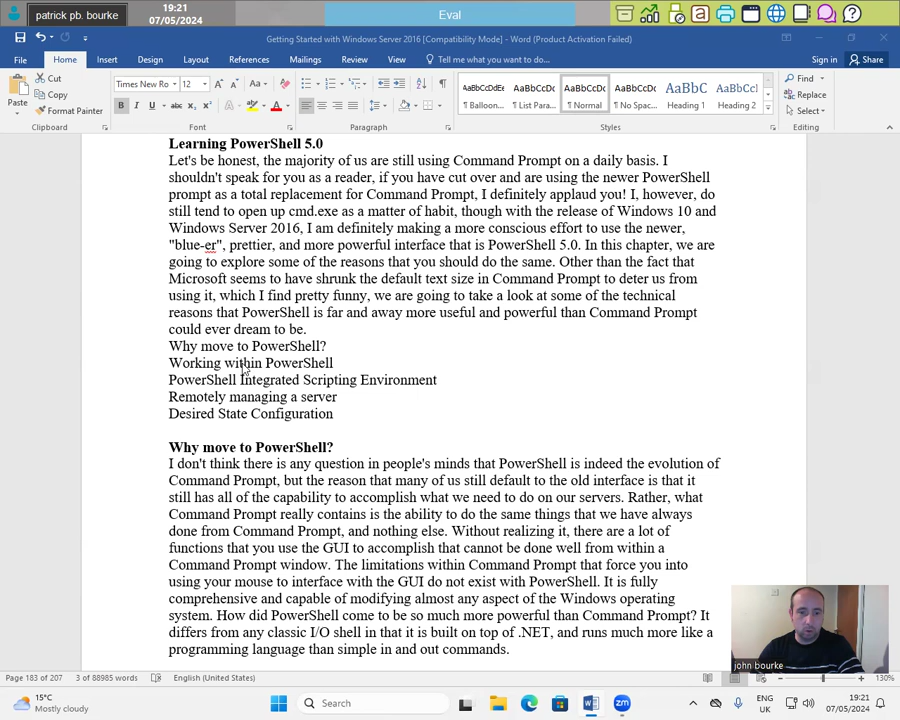 patrick pb. bourke
19:21
07/05/2024
Eval
Getting Started with Windows Server 2016 [Compatibility Mode] - Word (Product Activation Failed)
File Home Insert Design Layout References Mailings Review View Tell me what you want to do... Sign in Share
Paste
Cut
Copy
Format Painter
Times New Ro 12
AaBbCcDdEe AaBbCcDc AaBbCcDc AaBbCcDc AaBbC AaBbCcI
¶ Balloon... ¶ List Para... ¶ Normal ¶ No Spac... Heading 1 Heading 2
Find
Replace
Select
Clipboard Font Paragraph Styles Editing
Learning PowerShell 5.0
Let's be honest, the majority of us are still using Command Prompt on a daily basis. I
shouldn't speak for you as a reader, if you have cut over and are using the newer PowerShell
prompt as a total replacement for Command Prompt, I definitely applaud you! I, however, do
still tend to open up cmd.exe as a matter of habit, though with the release of Windows 10 and
Windows Server 2016, I am definitely making a more conscious effort to use the newer,
"blue-er", prettier, and more powerful interface that is PowerShell 5.0. In this chapter, we are
going to explore some of the reasons that you should do the same. Other than the fact that
Microsoft seems to have shrunk the default text size in Command Prompt to deter us from
using it, which I find pretty funny, we are going to take a look at some of the technical
reasons that PowerShell is far and away more useful and powerful than Command Prompt
could ever dream to be.
Why move to PowerShell?
Working within PowerShell
PowerShell Integrated Scripting Environment
Remotely managing a server
Desired State Configuration
Why move to PowerShell?
I don't think there is any question in people's minds that PowerShell is indeed the evolution of
Command Prompt, but the reason that many of us still default to the old interface is that it
still has all of the capability to accomplish what we need to do on our servers. Rather, what
Command Prompt really contains is the ability to do the same things that we have always
done from Command Prompt, and nothing else. Without realizing it, there are a lot of
functions that you use the GUI to accomplish that cannot be done well from within a
Command Prompt window. The limitations within Command Prompt that force you into
using your mouse to interface with the GUI do not exist with PowerShell. It is fully
comprehensive and capable of modifying almost any aspect of the Windows operating
system. How did PowerShell come to be so much more powerful than Command Prompt? It
differs from any classic I/O shell in that it is built on top of .NET, and runs much more like a
programming language than simple in and out commands.
john bourke
Page 183 of 207 3 of 88985 words English (United States) 130%
15°C
Mostly cloudy
Search
ENG
UK
19:21
07/05/2024